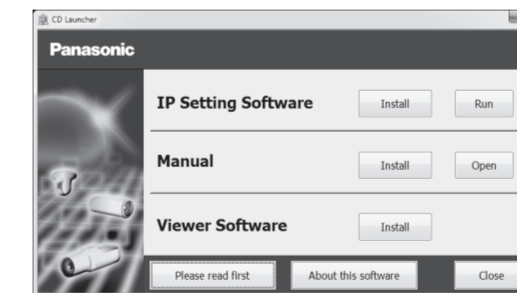 CD Launcher
Panasonic
IP Setting Software Install Run
Manual Install Open
Viewer Software Install
Please read first About this software Close